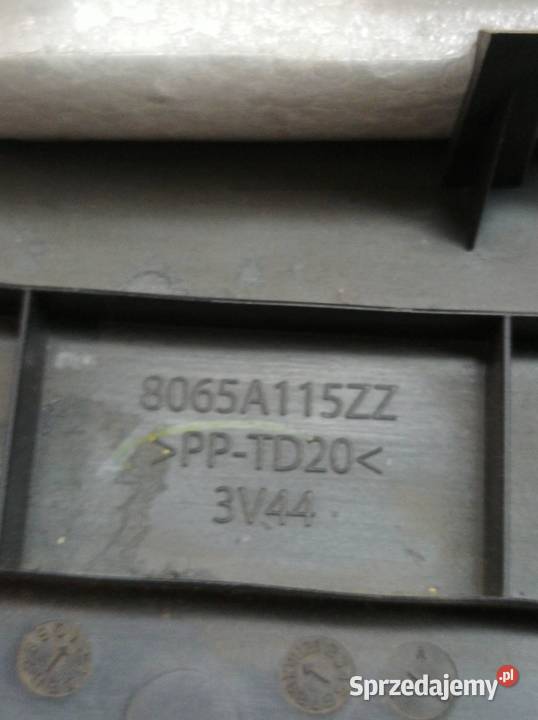 8065A115ZZ
>PP-TD20<
3V44
A
Sprzedajemy.pl